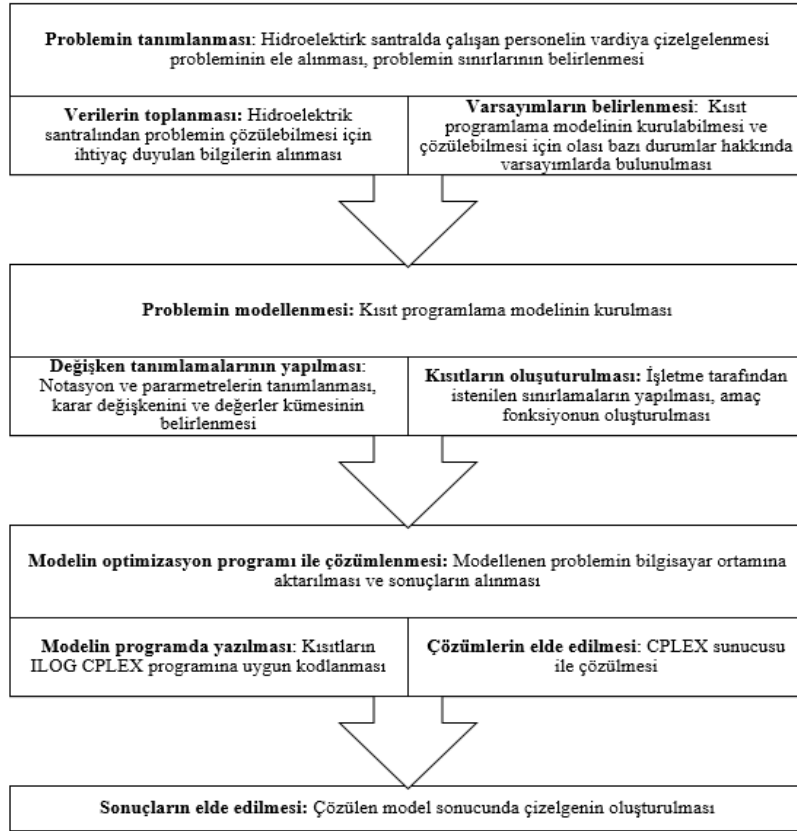 Problemin tanımlanması: Hidroelektirk santralda çalışan personelin vardiya çizelgelenmesi
probleminin ele alınması, problemin sınırlarının belirlenmesi
Verilerin toplanması: Hidroelektrik
santralından problemin çözülebilmesi için
ihtiyaç duyulan bilgilerin alınması
Varsayımların belirlenmesi: Kısıt
programlama modelinin kurulabilmesi ve
çözülebilmesi için olası bazı durumlar hakkında
varsayımlarda bulunulması
Problemin modellenmesi: Kısıt programlama modelinin kurulması
Değişken tanımlamalarının yapılması:
Notasyon ve pararmetrelerin tanımlanması,
karar değişkenini ve değerler kümesinin
belirlenmesi
Kısıtların oluşuturulması: İşletme tarafından
istenilen sınırlamaların yapılması, amaç
fonksiyonun oluşturulması
Modelin optimizasyon programı ile çözümlenmesi: Modellenen problemin bilgisayar ortamına
aktarılması ve sonuçların alınması
Modelin programda yazılması: Kısıtların
ILOG CPLEX programına uygun kodlanması
Çözümlerin elde edilmesi: CPLEX sunucusu
ile çözülmesi
Sonuçların elde edilmesi: Çözülen model sonucunda çizelgenin oluşturulması